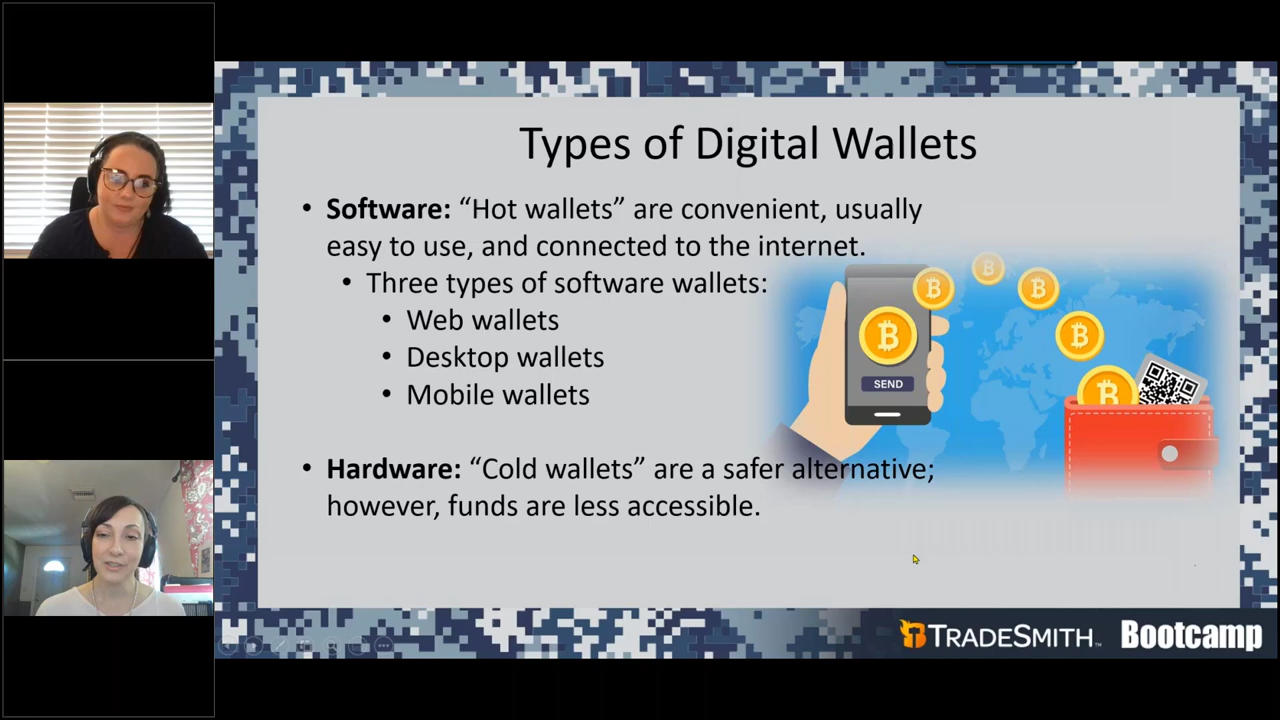 Types of Digital Wallets
• Software: “Hot wallets” are convenient, usually
easy to use, and connected to the internet.
• Three types of software wallets:
• Web wallets
• Desktop wallets
• Mobile wallets
SEND
• Hardware: “Cold wallets” are a safer alternative;
however, funds are less accessible.
TRADESMITH™ Bootcamp